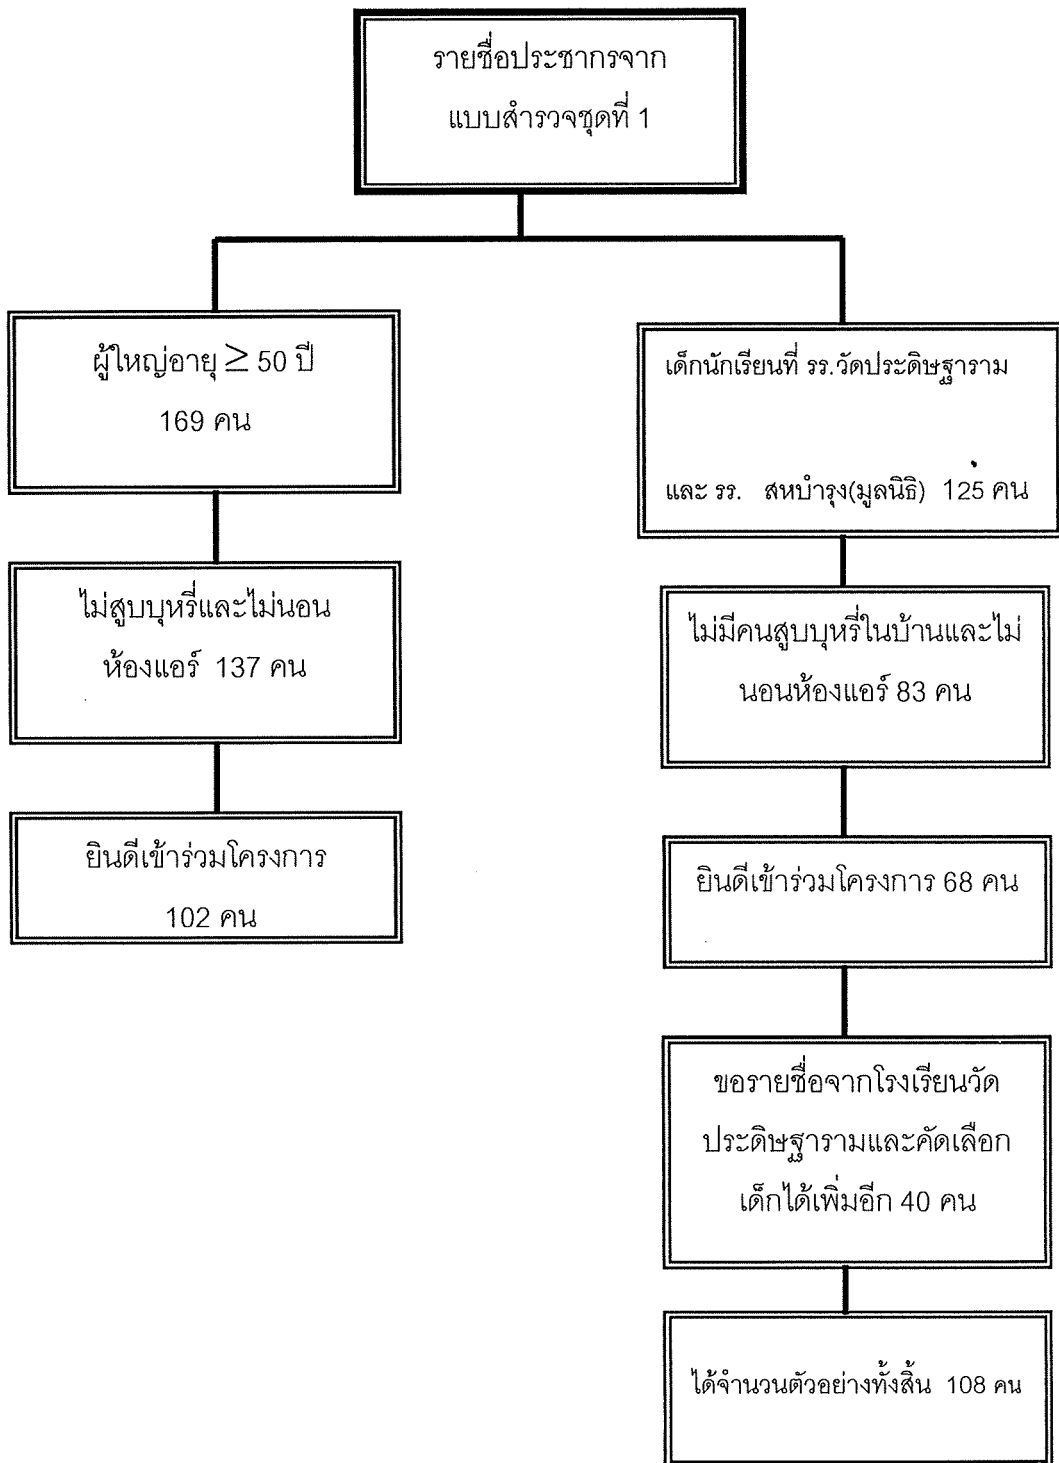 รายชื่อประชากรจาก
แบบสำรวจชุดที่ 1
ผู้ใหญ่อายุ ≥ 50 ปี
169 คน
ไม่สูบบุหรี่และไม่นอน
ห้องแอร์ 137 คน
ยินดีเข้าร่วมโครงการ
102 คน
เด็กนักเรียนที่ รร.วัดประดิษฐาราม
และ รร. สหบำรุง(มูลนิธิ) 125 คน
ไม่มีคนสูบบุหรี่ในบ้านและไม่
นอนห้องแอร์ 83 คน
ยินดีเข้าร่วมโครงการ 68 คน
ขอรายชื่อจากโรงเรียนวัด
ประดิษฐารามและคัดเลือก
เด็กได้เพิ่มอีก 40 คน
ได้จำนวนตัวอย่างทั้งสิ้น 108 คน